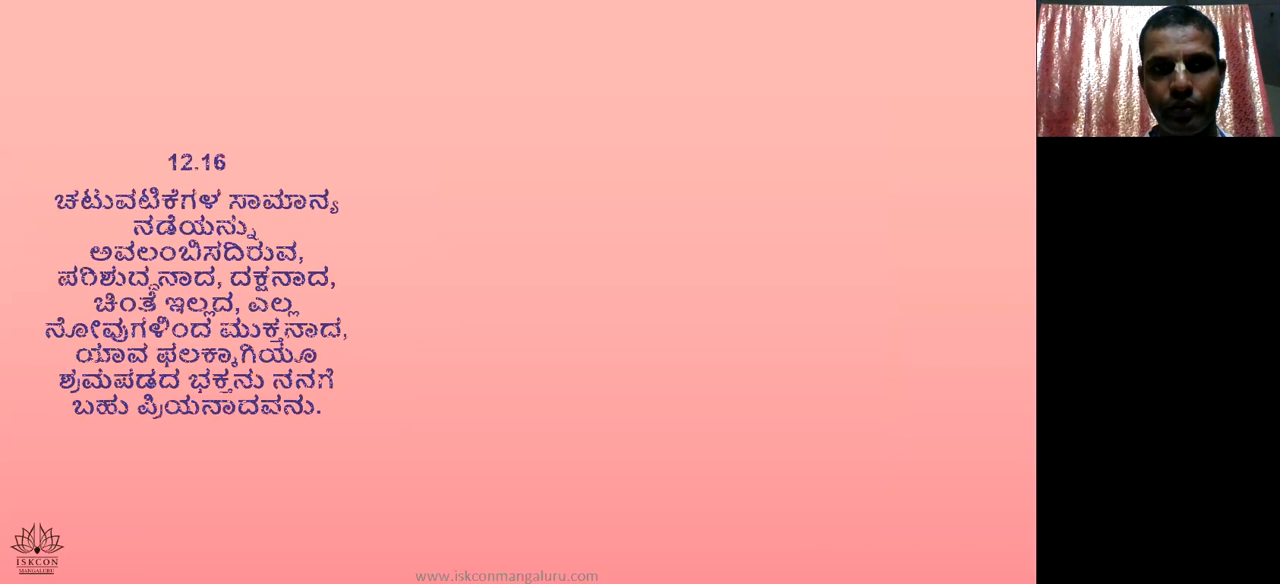 12.16
ಚಟುವಟಿಕೆಗಳ ಸಾಮಾನ್ಯ
ನಡೆಯನ್ನು
ಅವಲಂಬಿಸದಿರುವ,
ಪರಿಶುದ್ಧನಾದ, ದಕ್ಷನಾದ,
ಚಿಂತೆ ಇಲ್ಲದ, ಎಲ್ಲ
ನೋವುಗಳಿಂದ ಮುಕ್ತನಾದ,
ಯಾವ ಫಲಕ್ಕಾಗಿಯೂ
ಶ್ರಮಪಡದ ಭಕ್ತನು ನನಗೆ
ಬಹು ಪ್ರಿಯನಾದವನು.
ISKCON
MANGALURU
www.iskconmangaluru.com